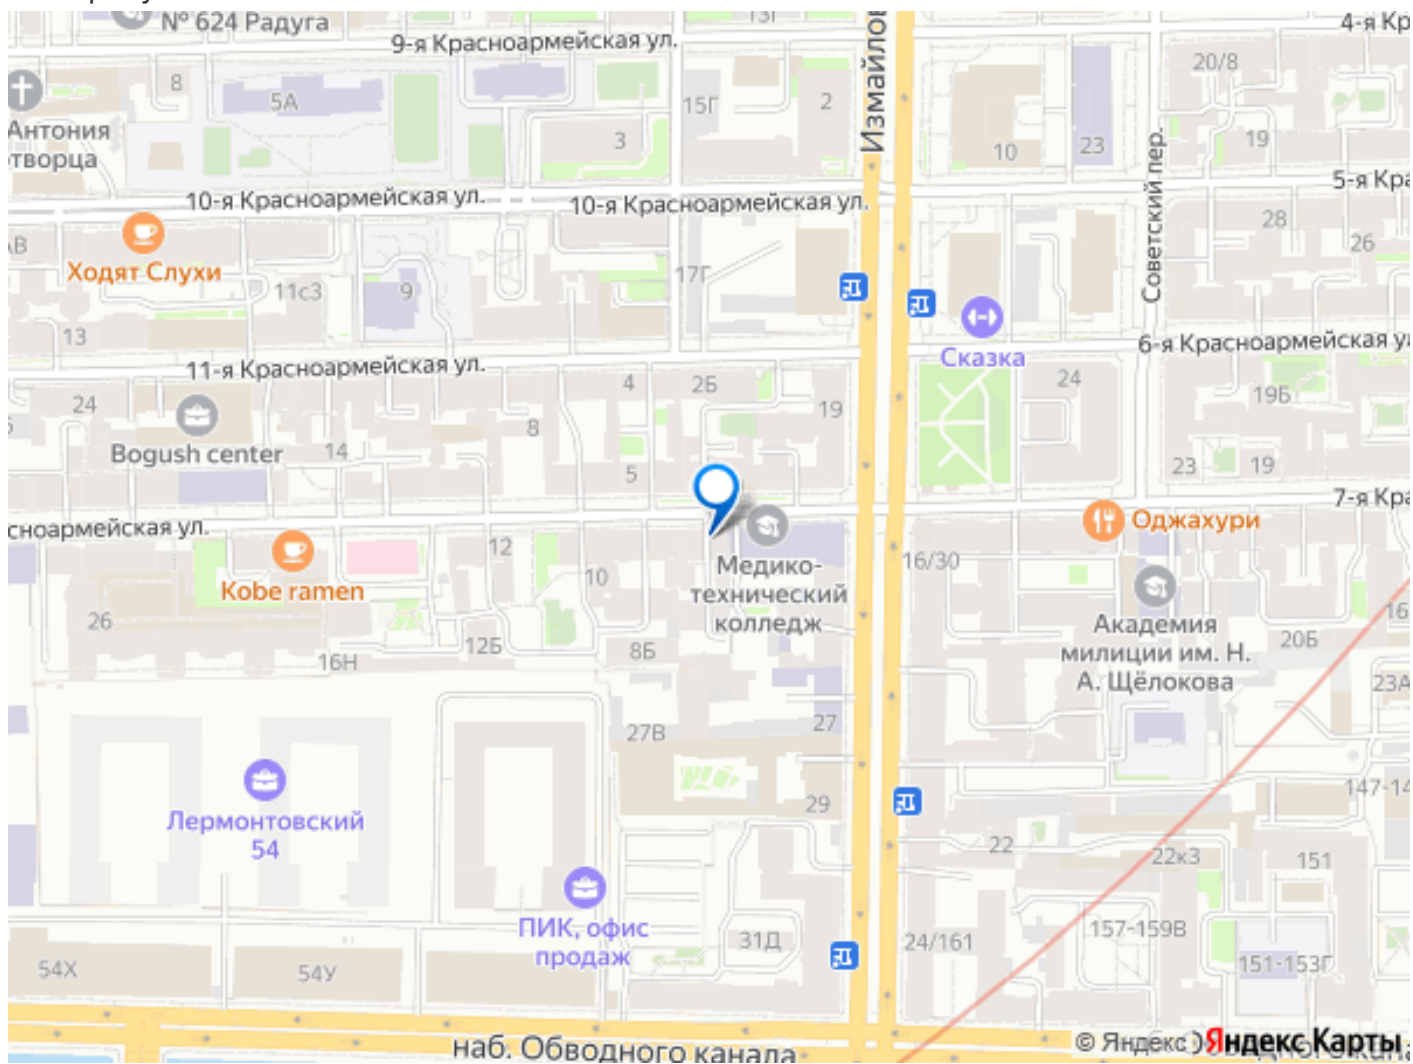 № 624 Радуга
13Г
4-я Кр
9-я Красноармейская ул.
Измайлов
20/8
8
5А
15Г
2
3
10
23
19
Антония
творца
Советский пер.
5-я Кра
10-я Красноармейская ул.
10-я Красноармейская ул.
28
26
Ходят Слухи
17Г
11с3
9
13
Сказка
6-я Красноармейская ул
11-я Красноармейская ул.
4
2Б
24
19Б
24
19
Bogush center
8
14
5
23
19
7-я Кра
сноармейская ул.
Оджахури
12
16/30
Kobe ramen
10
Медико-
технический
колледж
26
Академия
милиции им. Н.
А. Щёлокова
16
20Б
12Б
8Б
16Н
23А
27В
27
147-14
Лермонтовский
54
29
22
22к3
151
ПИК, офис
продаж
31Д
24/161
157-159В
151-153Г
54Х
54У
наб. Обводного канала
© Яндекс
Яндекс Карты